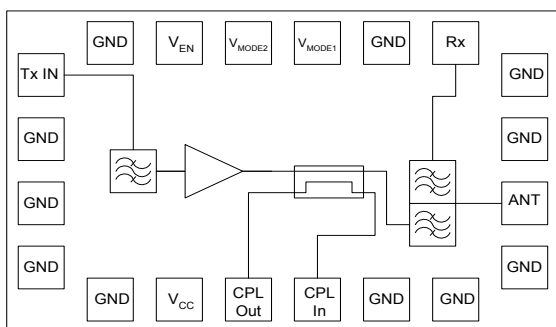 GND
V_EN
V_MODE2
V_MODE1
GND
Rx
Tx IN
GND
GND
GND
GND
ANT
GND
GND
GND
V_CC
CPL
Out
CPL
In
GND
GND